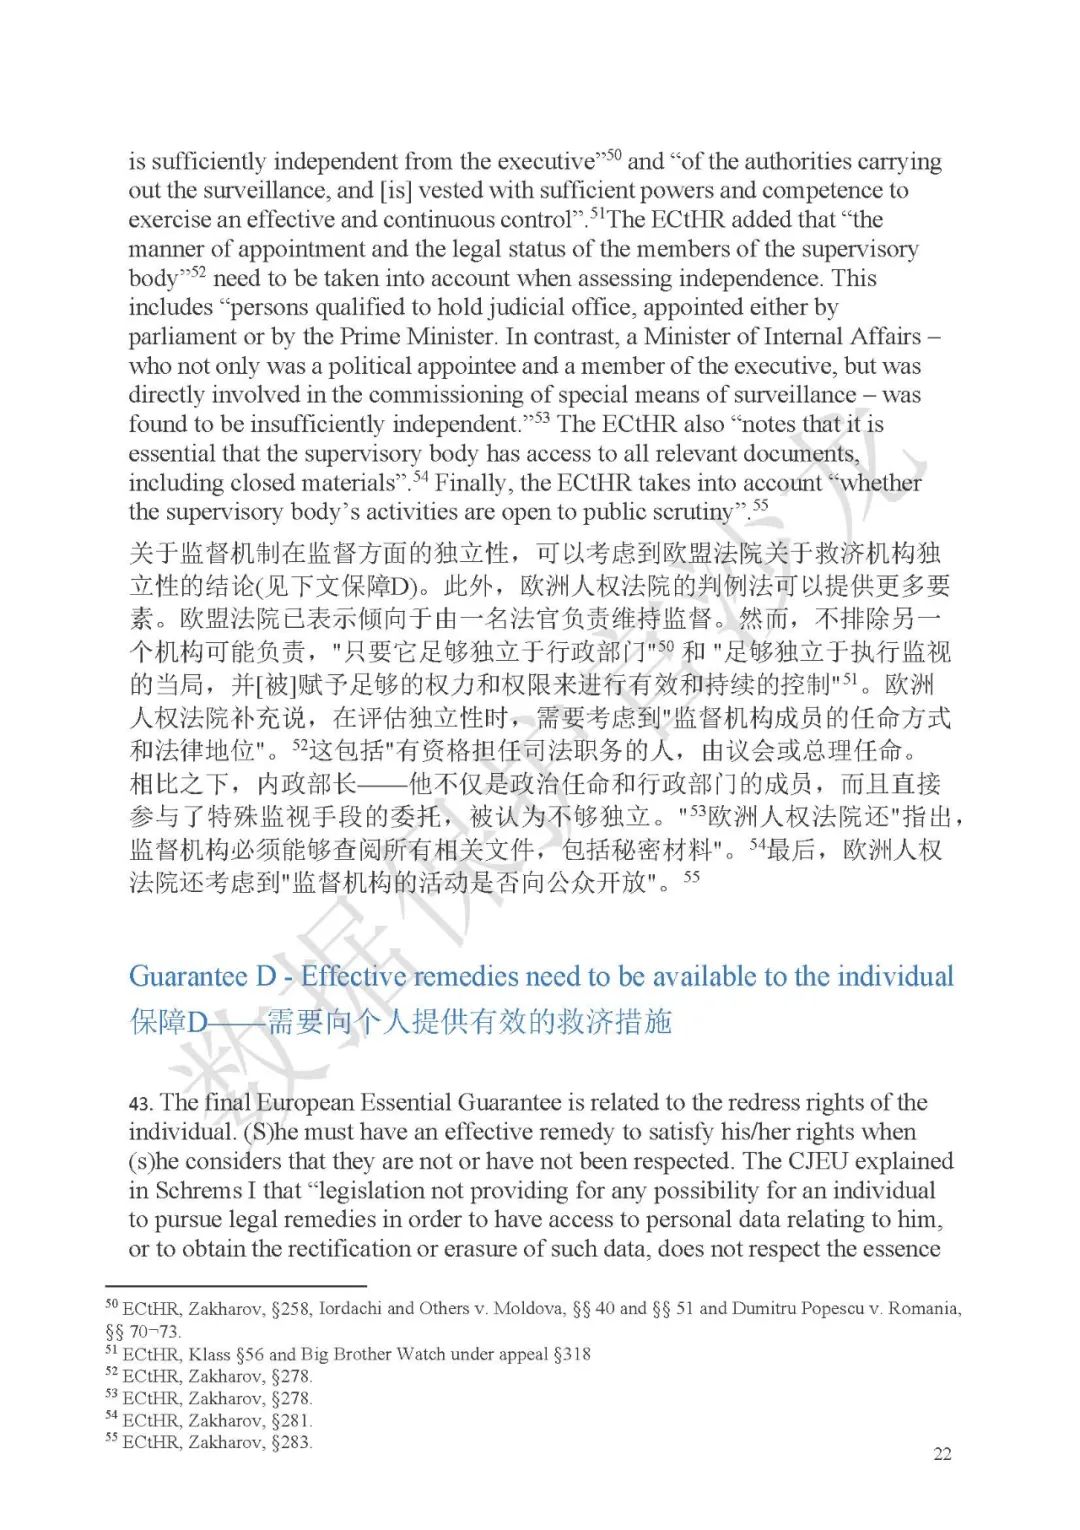 is sufficiently independent from the executive”50 and “of the authorities carrying
out the surveillance, and [is] vested with sufficient powers and competence to
exercise an effective and continuous control”.51The ECtHR added that “the
manner of appointment and the legal status of the members of the supervisory
body”52 need to be taken into account when assessing independence. This
includes “persons qualified to hold judicial office, appointed either by
parliament or by the Prime Minister. In contrast, a Minister of Internal Affairs –
who not only was a political appointee and a member of the executive, but was
directly involved in the commissioning of special means of surveillance – was
found to be insufficiently independent.”53 The ECtHR also “notes that it is
essential that the supervisory body has access to all relevant documents,
including closed materials”.54 Finally, the ECtHR takes into account “whether
the supervisory body’s activities are open to public scrutiny”.55
关于监督机制在监督方面的独立性，可以考虑到欧盟法院关于救济机构独
立性的结论(见下文保障D)。此外，欧洲人权法院的判例法可以提供更多要
素。欧盟法院已表示倾向于由一名法官负责维持监督。然而，不排除另一
个机构可能负责，"只要它足够独立于行政部门"50 和 "足够独立于执行监视
的当局，并[被]赋予足够的权力和权限来进行有效和持续的控制"51。欧洲
人权法院补充说，在评估独立性时，需要考虑到"监督机构成员的任命方式
和法律地位"。52这包括"有资格担任司法职务的人，由议会或总理任命。
相比之下，内政部长——他不仅是政治任命和行政部门的成员，而且直接
参与了特殊监视手段的委托，被认为不够独立。"53欧洲人权法院还"指出，
监督机构必须能够查阅所有相关文件，包括秘密材料"。54最后，欧洲人权
法院还考虑到"监督机构的活动是否向公众开放"。55
Guarantee D - Effective remedies need to be available to the individual
保障D——需要向个人提供有效的救济措施
43. The final European Essential Guarantee is related to the redress rights of the
individual. (S)he must have an effective remedy to satisfy his/her rights when
(s)he considers that they are not or have not been respected. The CJEU explained
in Schrems I that “legislation not providing for any possibility for an individual
to pursue legal remedies in order to have access to personal data relating to him,
or to obtain the rectification or erasure of such data, does not respect the essence
50 ECtHR, Zakharov, §258, Iordachi and Others v. Moldova, §§ 40 and §§ 51 and Dumitru Popescu v. Romania,
§§ 70¬73.
51 ECtHR, Klass §56 and Big Brother Watch under appeal §318
52 ECtHR, Zakharov, §278.
53 ECtHR, Zakharov, §278.
54 ECtHR, Zakharov, §281.
55 ECtHR, Zakharov, §283.
22
数据保护官沙龙